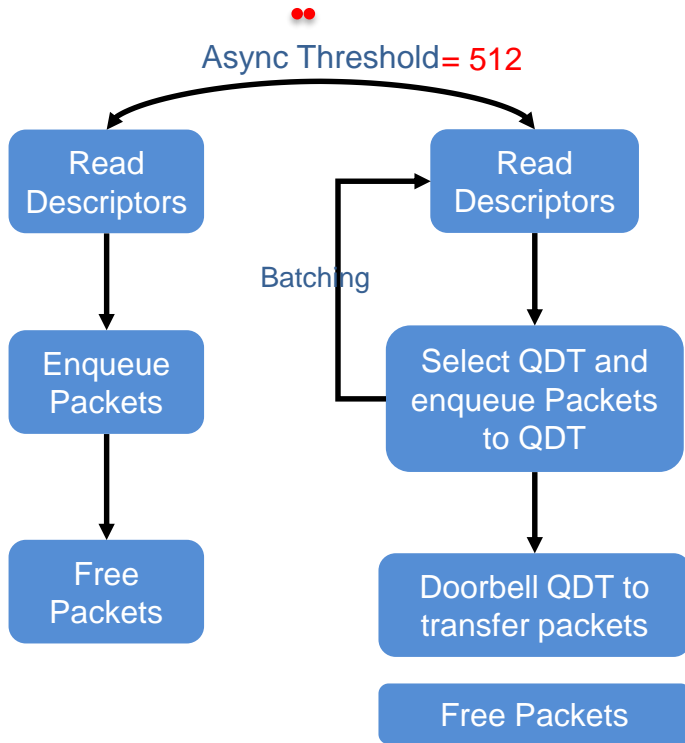 Async Threshold = 512
Read
Descriptors
Read
Descriptors
Batching
Enqueue
Packets
Select QDT and
enqueue Packets
to QDT
Free
Packets
Doorbell QDT to
transfer packets
Free Packets